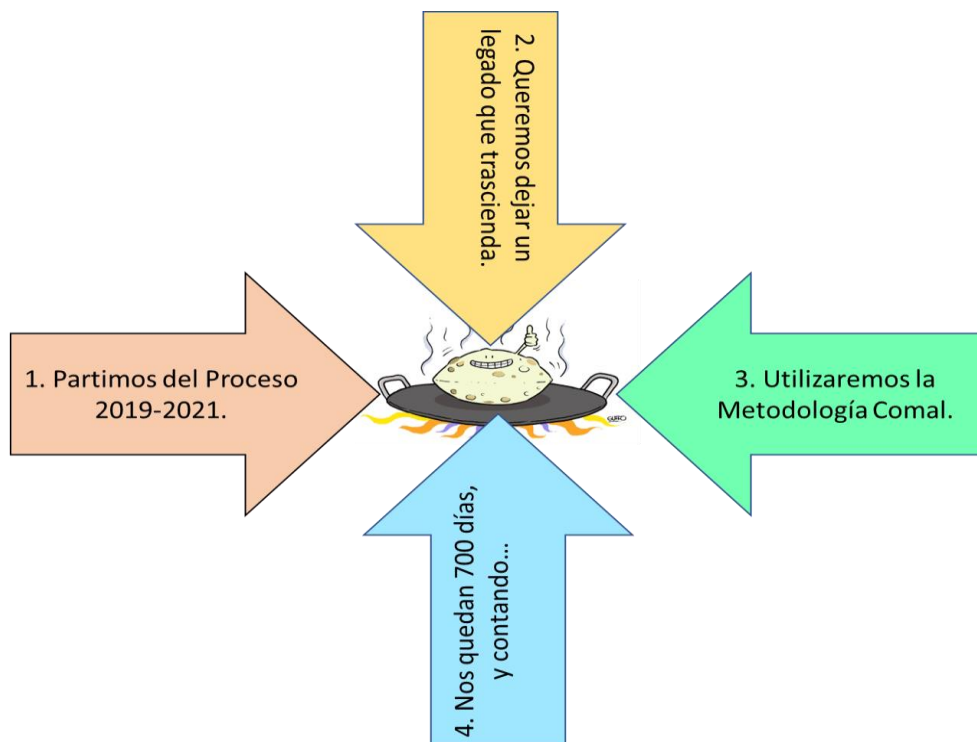 1. Partimos del Proceso
2019-2021.
2. Queremos dejar un
legado que trascienda.
3. Utilizaremos la
Metodología Comal.
4. Nos quedan 700 días,
y contando...